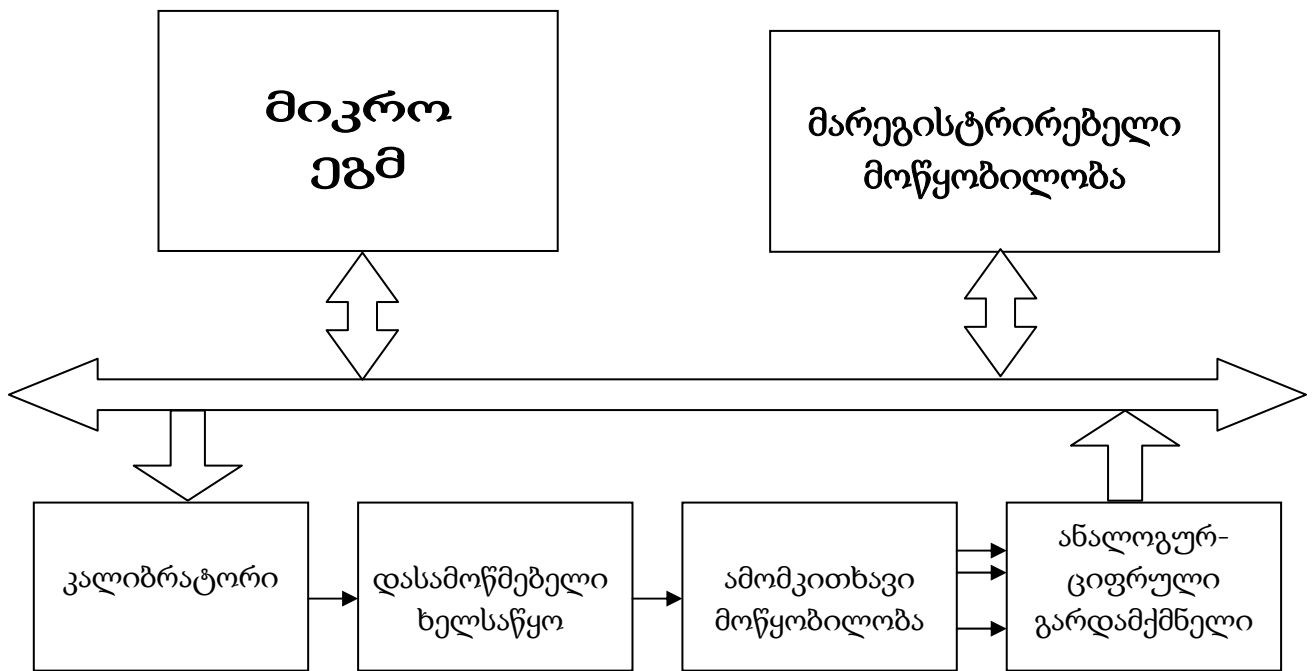 მიკრო
ეგმ
მარეგისტრირებელი
მოწყობილობა
კალიბრატორი
დასამოწმებელი
ხელსაწყო
ამომკითხავი
მოწყობილობა
ანალოგურ-
ციფრული
გარდამქმნელი